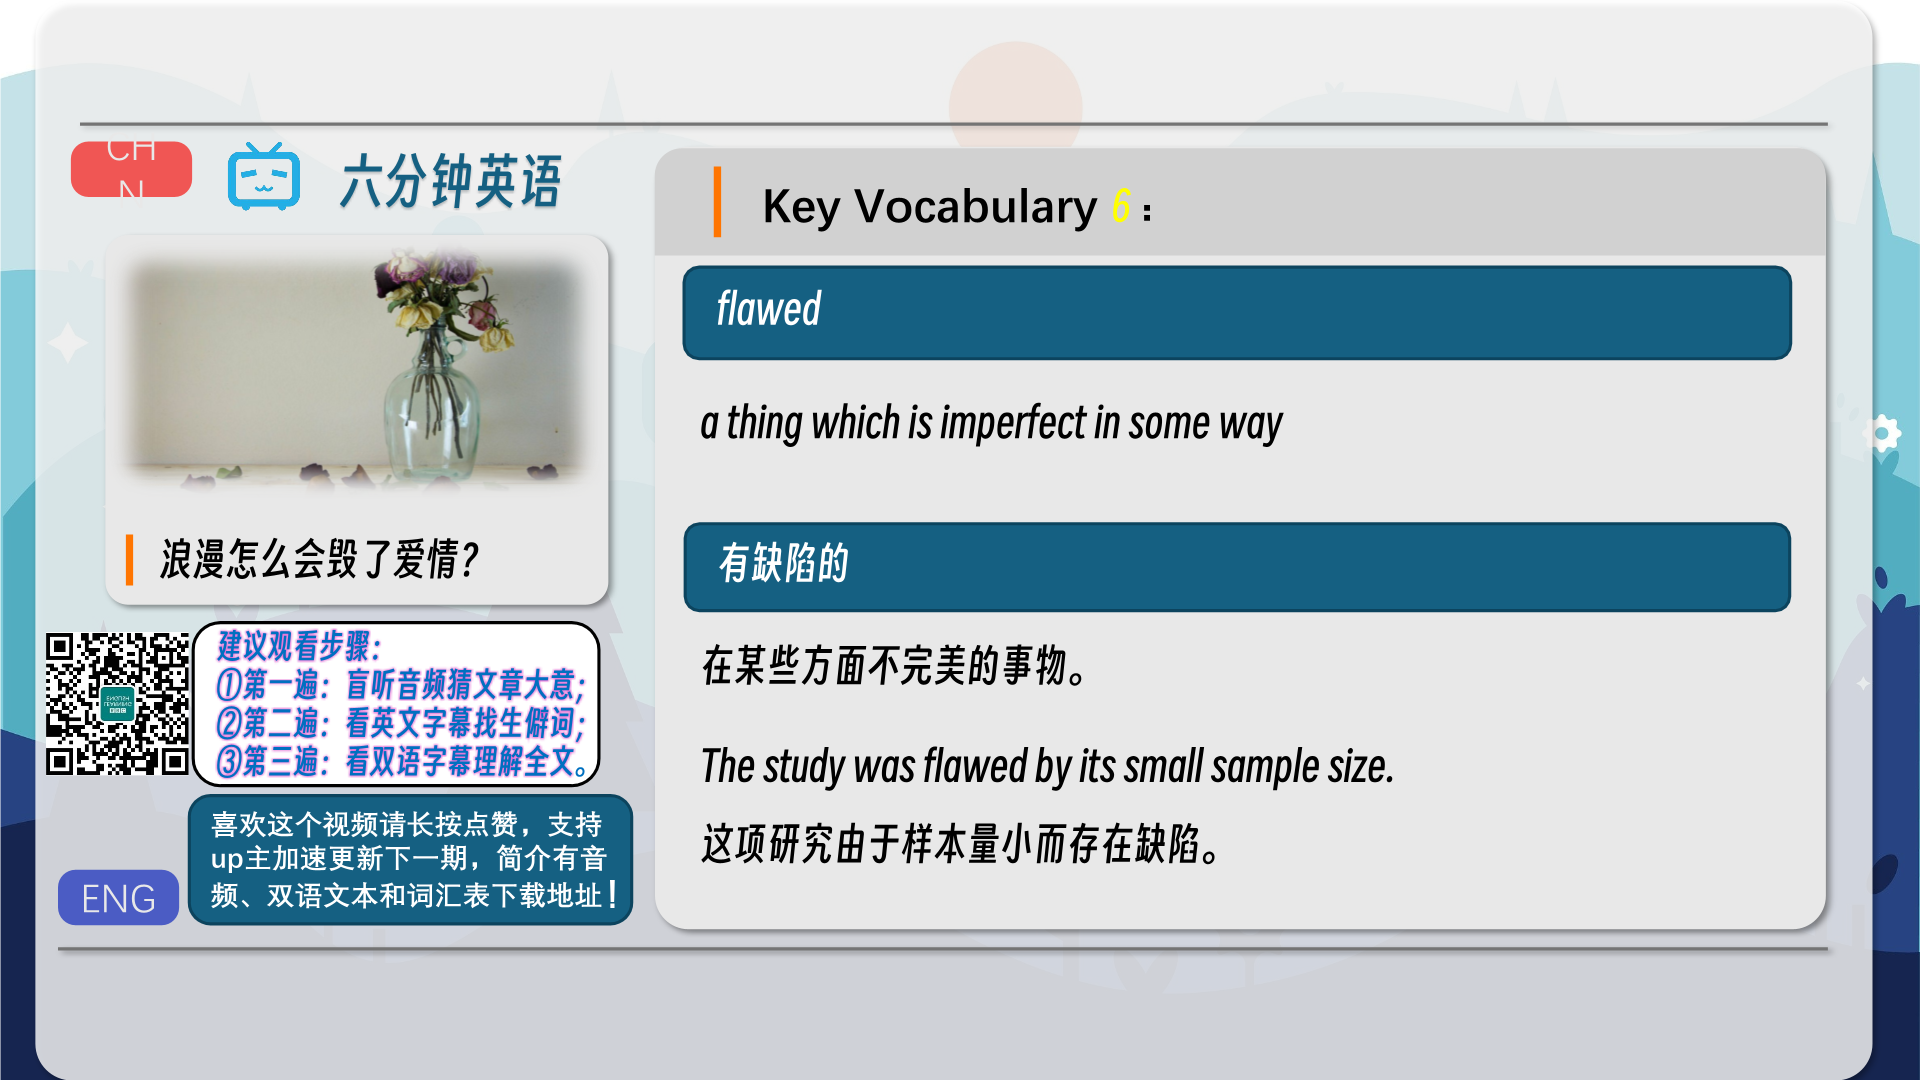 CH
N
六分钟英语
浪漫怎么会毁了爱情？
建议观看步骤：
①第一遍：盲听音频猜文章大意；
②第二遍：看英文字幕找生僻词；
③第三遍：看双语字幕理解全文。
喜欢这个视频请长按点赞，支持
up主加速更新下一期，简介有音
频、双语文本和词汇表下载地址！
ENG
Key Vocabulary 6：
flawed
a thing which is imperfect in some way
有缺陷的
在某些方面不完美的事物。
The study was flawed by its small sample size.
这项研究由于样本量小而存在缺陷。